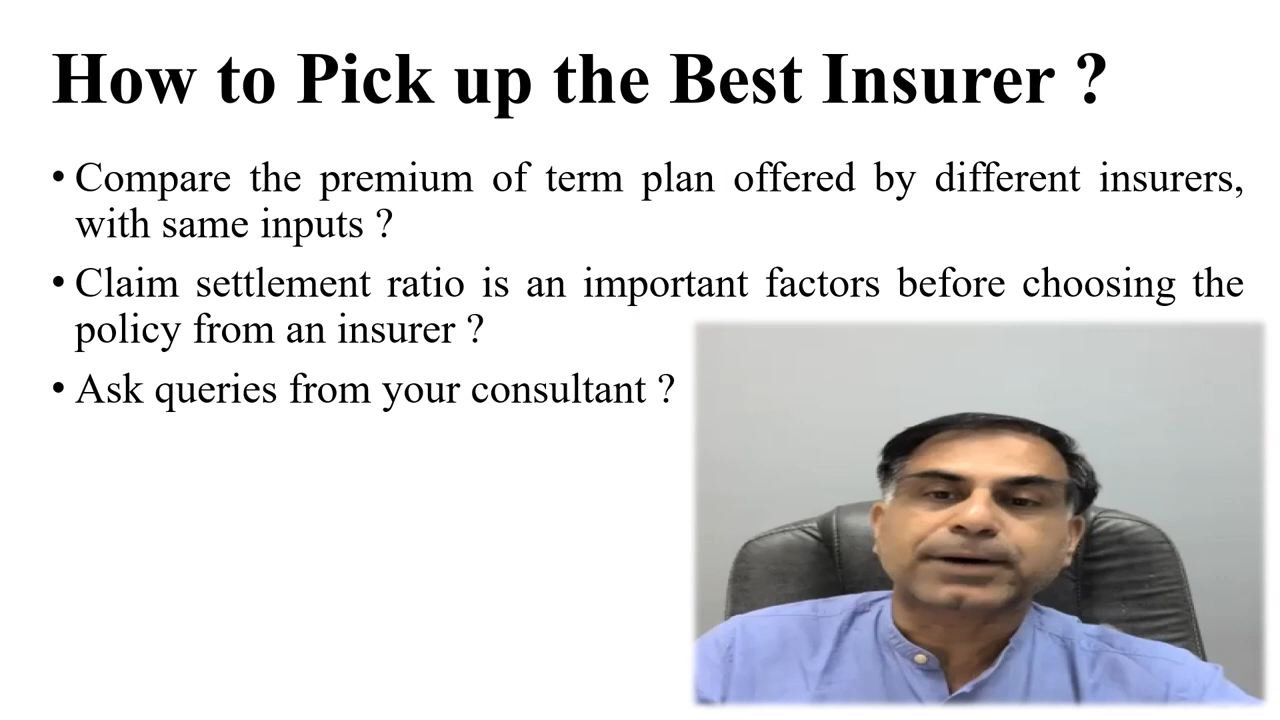 How to Pick up the Best Insurer ?
• Compare the premium of term plan offered by different insurers,
with same inputs ?
• Claim settlement ratio is an important factors before choosing the
policy from an insurer ?
• Ask queries from your consultant ?